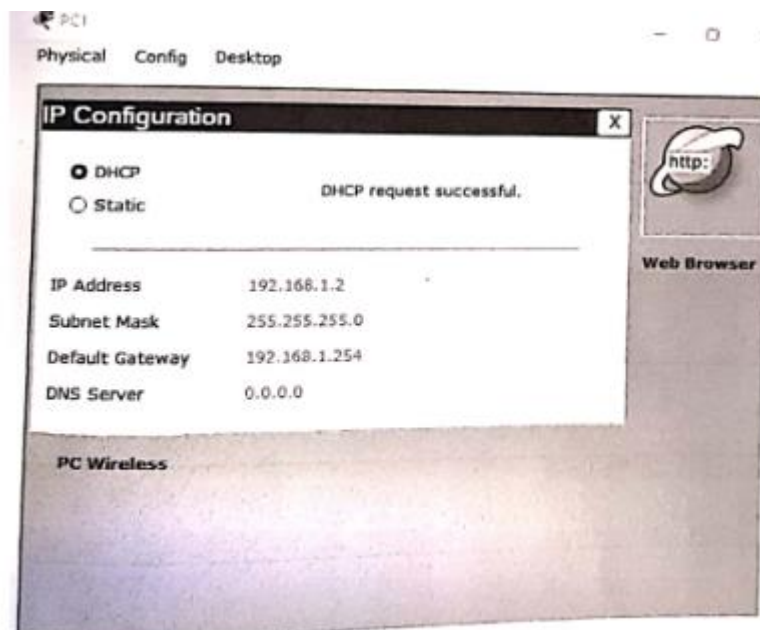 PC1
Physical Config Desktop
IP Configuration
X
DHCP
Static
DHCP request successful.
http:
Web Browser
IP Address 192.168.1.2
Subnet Mask 255.255.255.0
Default Gateway 192.168.1.254
DNS Server 0.0.0.0
PC Wireless